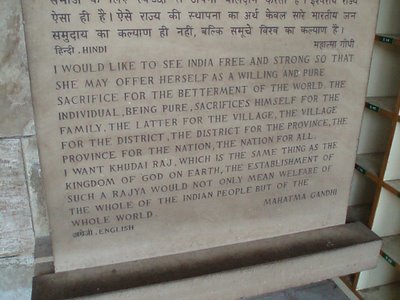 ऐसा ही है। ऐसे राज्य की स्थापना का अर्थ केवल सारे भारतीय जन
समुदाय का कल्याण ही नहीं, बल्कि समूचे विश्व का कल्याण है।
हिन्दी . HINDI महात्मा गाँधी
I WOULD LIKE TO SEE INDIA FREE AND STRONG SO THAT
SHE MAY OFFER HERSELF AS A WILLING AND PURE
SACRIFICE FOR THE BETTERMENT OF THE WORLD. THE
INDIVIDUAL, BEING PURE, SACRIFICES HIMSELF FOR THE
FAMILY, THE LATTER FOR THE VILLAGE, THE VILLAGE
FOR THE DISTRICT, THE DISTRICT FOR THE PROVINCE, THE
PROVINCE FOR THE NATION, THE NATION FOR ALL.
I WANT KHUDAI RAJ, WHICH IS THE SAME THING AS THE
KINGDOM OF GOD ON EARTH, THE ESTABLISHMENT OF
SUCH A RAJYA WOULD NOT ONLY MEAN WELFARE OF
THE WHOLE OF THE INDIAN PEOPLE BUT OF THE
WHOLE WORLD. MAHATMA GANDHI
अंग्रेजी . ENGLISH